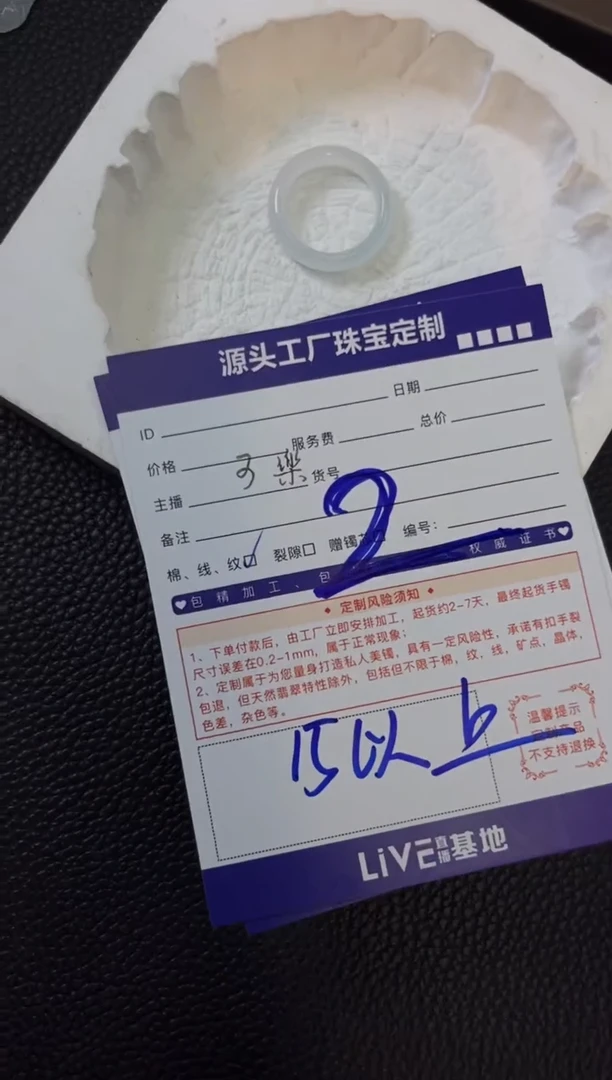 源头工厂珠宝定制
ID 日期
价格 服务费 总价
主播 货号
备注
棉、线、纹 裂隙 赠镯 编号：
包精加工、包 权威证书
定制风险须知
1、下单付款后，由工厂立即安排加工，起货约2-7天，最终起货手镯
尺寸误差在0.2-1mm，属于正常现象；
2、定制属于为您量身打造私人美镯，具有一定风险性，承诺有扣手裂
包退，但天然翡翠特性除外，包括但不限于棉，纹，线，矿点，晶体，
色差，杂色等。
2
15以上
温馨提示
定制产品
不支持退换
LiVE直播基地